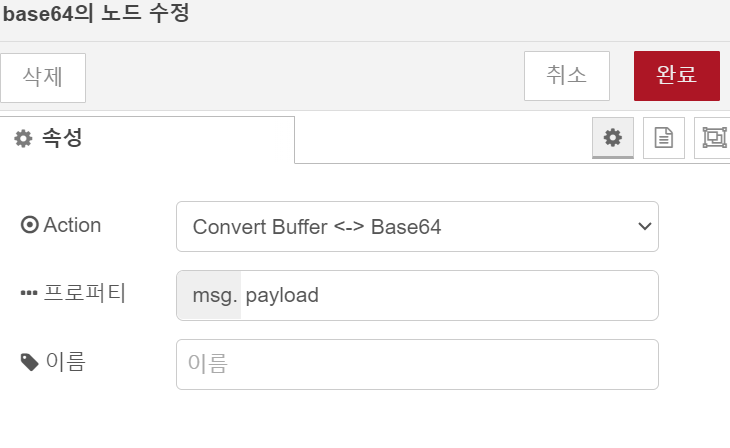 base64의 노드 수정
삭제 취소 완료
속성
Action Convert Buffer <-> Base64
프로퍼티 msg. payload
이름 이름